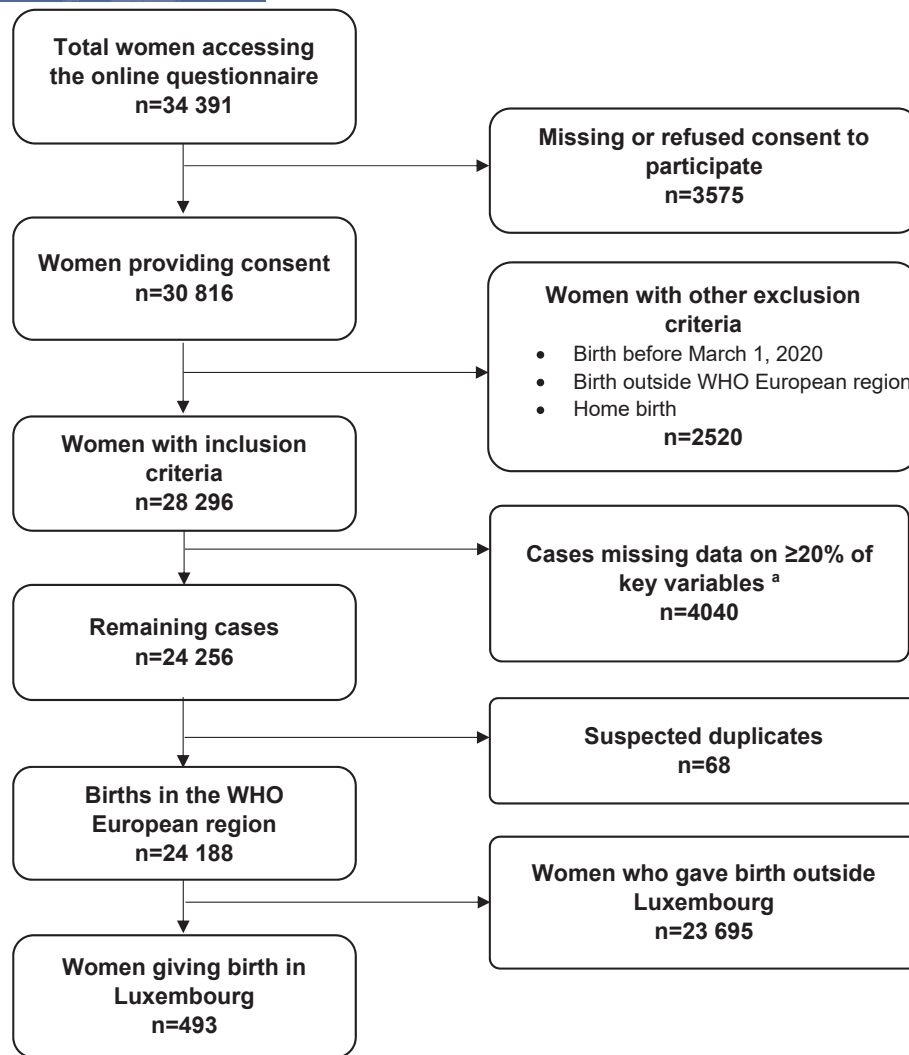 Total women accessing
the online questionnaire
n=34 391
Missing or refused consent to
participate
n=3575
Women providing consent
n=30 816
Women with other exclusion
criteria
• Birth before March 1, 2020
• Birth outside WHO European region
• Home birth
n=2520
Women with inclusion
criteria
n=28 296
Cases missing data on ≥20% of
key variables ᵃ
n=4040
Remaining cases
n=24 256
Suspected duplicates
n=68
Births in the WHO
European region
n=24 188
Women who gave birth outside
Luxembourg
n=23 695
Women giving birth in
Luxembourg
n=493